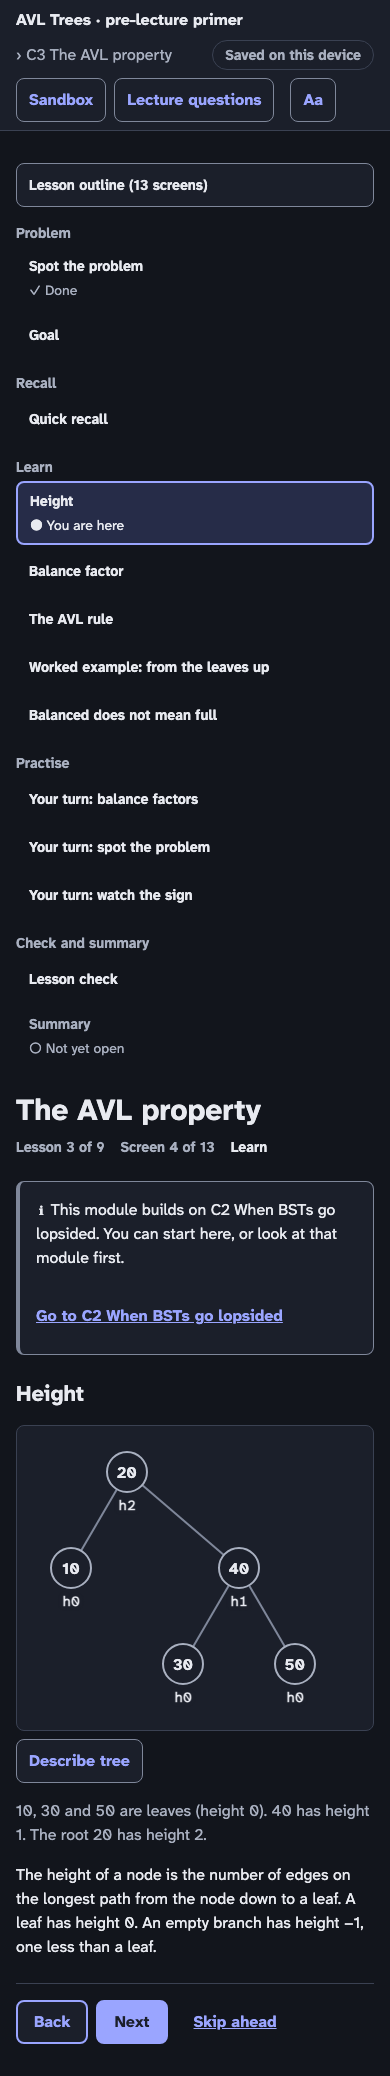 AVL Trees · pre-lecture primer
› C3 The AVL property
Saved on this device
Sandbox
Lecture questions
Aa
Lesson outline (13 screens)
Problem
Spot the problem
✓ Done
Goal
Recall
Quick recall
Learn
Height
● You are here
Balance factor
The AVL rule
Worked example: from the leaves up
Balanced does not mean full
Practise
Your turn: balance factors
Your turn: spot the problem
Your turn: watch the sign
Check and summary
Lesson check
Summary
○ Not yet open
The AVL property
Lesson 3 of 9 Screen 4 of 13 Learn
ℹ This module builds on C2 When BSTs go
lopsided. You can start here, or look at that
module first.
Go to C2 When BSTs go lopsided
Height
20
h2
10
h0
40
h1
30
h0
50
h0
Describe tree
10, 30 and 50 are leaves (height 0). 40 has height
1. The root 20 has height 2.
The height of a node is the number of edges on
the longest path from the node down to a leaf. A
leaf has height 0. An empty branch has height −1,
one less than a leaf.
Back
Next
Skip ahead